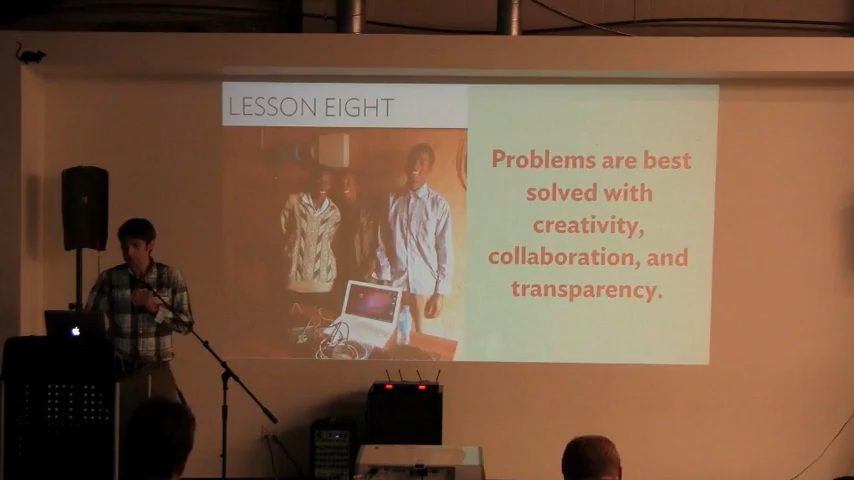 LESSON EIGHT
Problems are best
solved with
creativity,
collaboration, and
transparency.